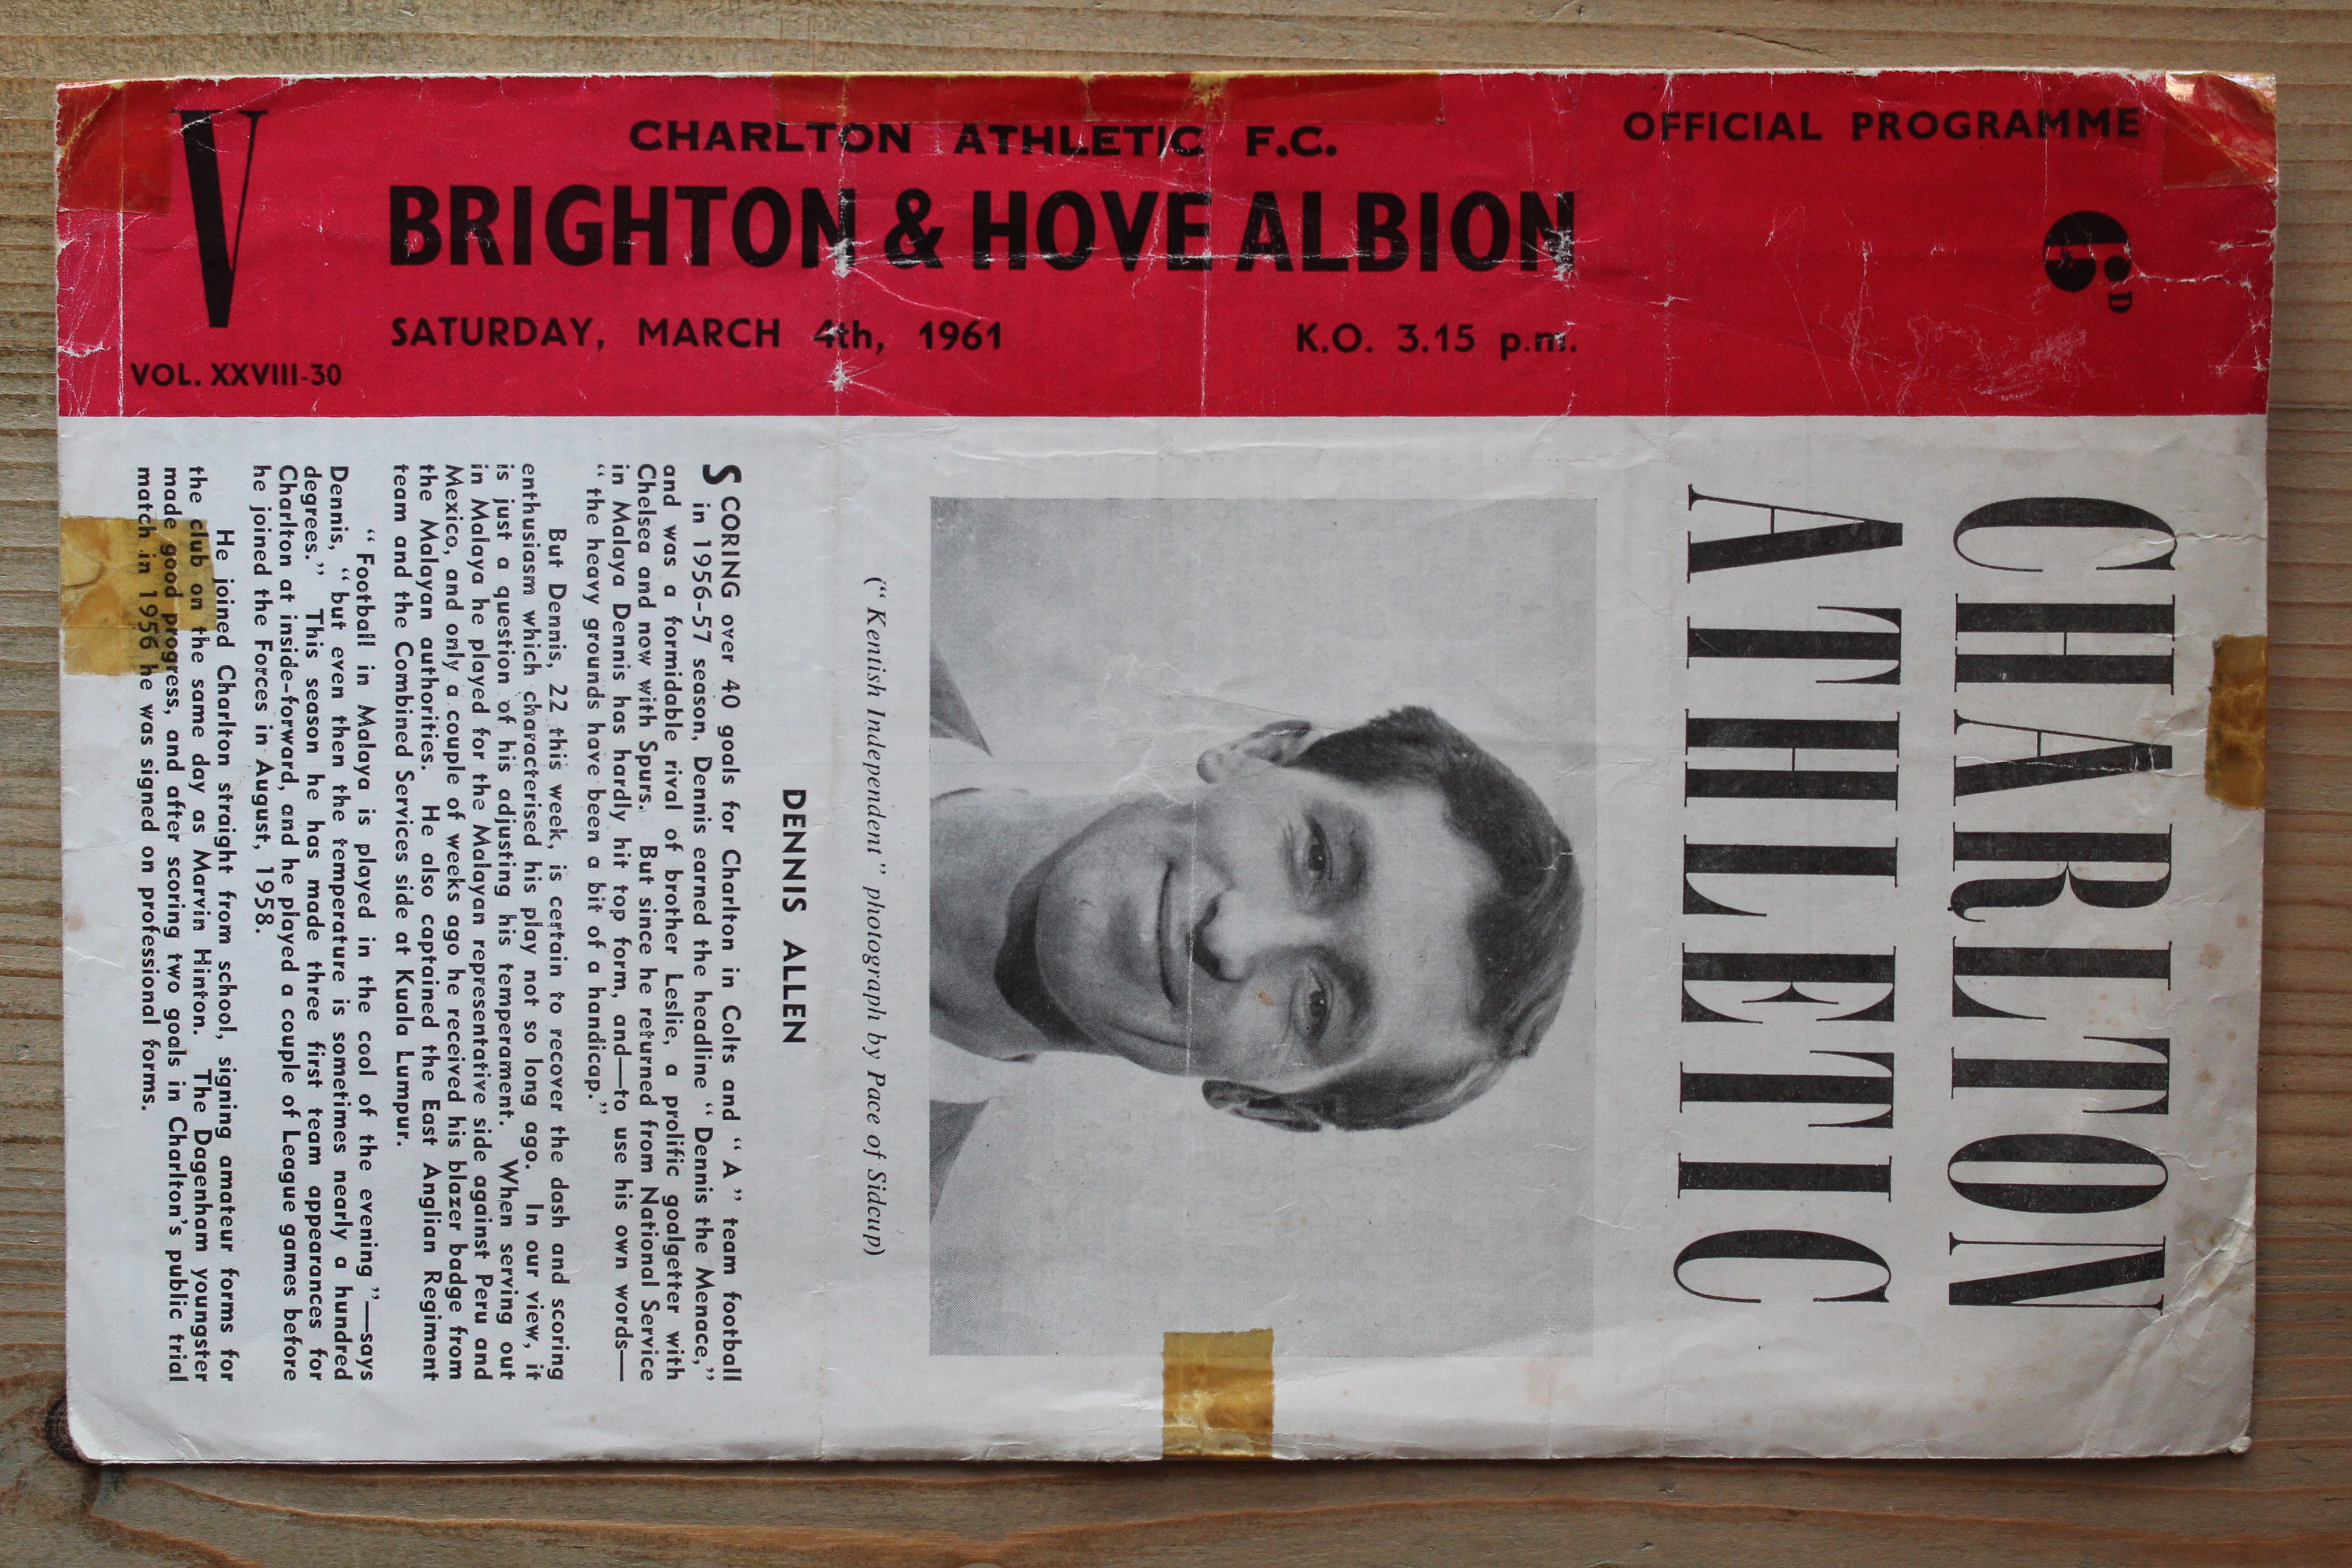 OFFICIAL PROGRAMME
CHARLTON ATHLETIC F.C.
V
BRIGHTON & HOVE ALBION
6D
SATURDAY, MARCH 4th, 1961
K.O. 3.15 p.m.
VOL. XXVIII-30
CHARLTON
ATHLETIC
(“ Kentish Independent ” photograph by Pace of Sidcup)
DENNIS ALLEN
SCORING over 40 goals for Charlton in Colts and “ A ” team football
in 1956-57 season, Dennis earned the headline “ Dennis the Menace,”
and was a formidable rival of brother Leslie, a prolific goalgetter with
Chelsea and now with Spurs. But since he returned from National Service
in Malaya Dennis has hardly hit top form, and—to use his own words—
“ the heavy grounds have been a bit of a handicap.”
But Dennis, 22 this week, is certain to recover the dash and scoring
enthusiasm which characterised his play not so long ago. In our view, it
is just a question of his adjusting his temperament. When serving out
in Malaya he played for the Malayan representative side against Peru and
Mexico, and only a couple of weeks ago he received his blazer badge from
the Malayan authorities. He also captained the East Anglian Regiment
team and the Combined Services side at Kuala Lumpur.
“ Football in Malaya is played in the cool of the evening ”—says
Dennis, “ but even then the temperature is sometimes nearly a hundred
degrees.” This season he has made three first team appearances for
Charlton at inside-forward, and he played a couple of League games before
he joined the Forces in August, 1958.
He joined Charlton straight from school, signing amateur forms for
the club on the same day as Marvin Hinton. The Dagenham youngster
made good progress, and after scoring two goals in Charlton’s public trial
match in 1956 he was signed on professional forms.